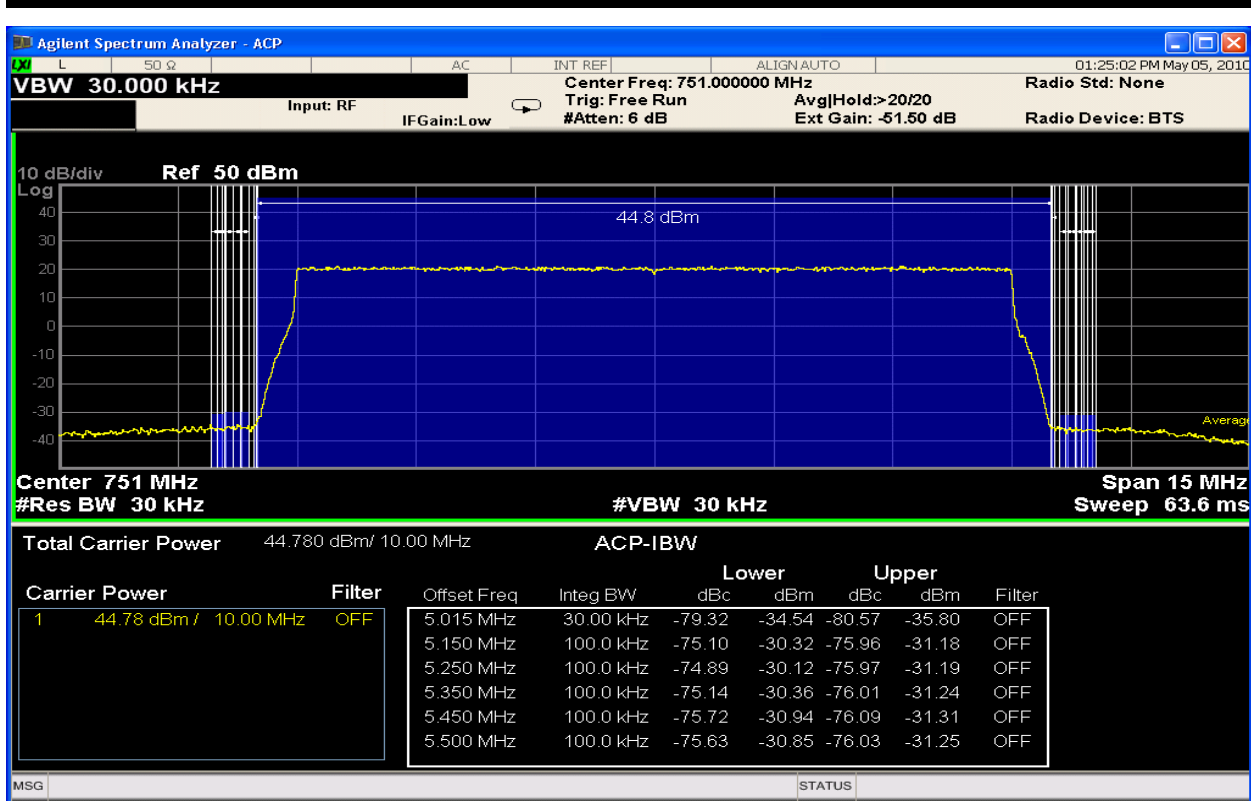 Agilent Spectrum Analyzer - ACP
LXI L 50 Ω AC INT REF ALIGN AUTO 01:25:02 PM May 05, 2010
VBW 30.000 kHz
Input: RF
IFGain:Low
Center Freq: 751.000000 MHz
Trig: Free Run Avg|Hold:>20/20
#Atten: 6 dB Ext Gain: -51.50 dB
Radio Std: None
Radio Device: BTS
10 dB/div Ref 50 dBm
Log
40
30
20
10
0
-10
-20
-30
-40
44.8 dBm
Average
Center 751 MHz Span 15 MHz
#Res BW 30 kHz #VBW 30 kHz Sweep 63.6 ms
Total Carrier Power 44.780 dBm/ 10.00 MHz ACP-IBW
Lower Upper
Carrier Power Filter Offset Freq Integ BW dBc dBm dBc dBm Filter
1 44.78 dBm / 10.00 MHz OFF 5.015 MHz 30.00 kHz -79.32 -34.54 -80.57 -35.80 OFF
5.150 MHz 100.0 kHz -75.10 -30.32 -75.96 -31.18 OFF
5.250 MHz 100.0 kHz -74.89 -30.12 -75.97 -31.19 OFF
5.350 MHz 100.0 kHz -75.14 -30.36 -76.01 -31.24 OFF
5.450 MHz 100.0 kHz -75.72 -30.94 -76.09 -31.31 OFF
5.500 MHz 100.0 kHz -75.63 -30.85 -76.03 -31.25 OFF
MSG STATUS